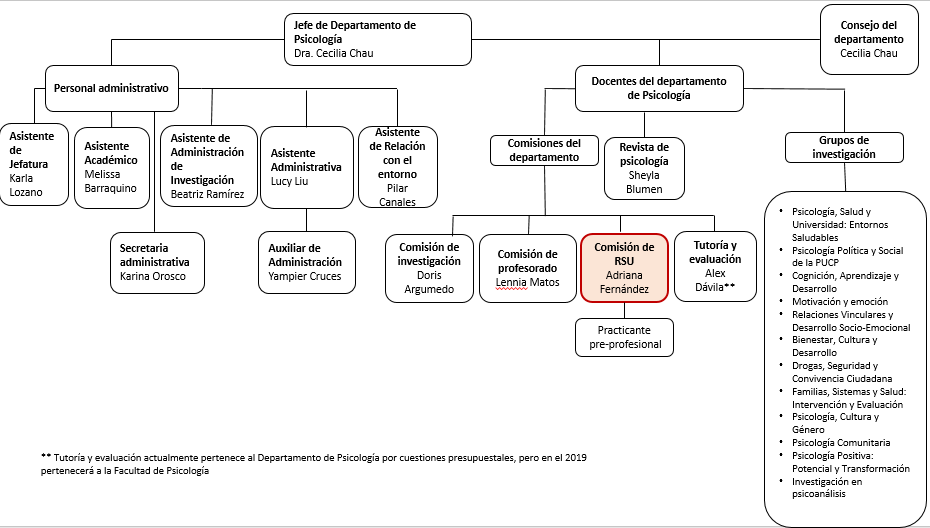 Jefe de Departamento de
Psicología
Dra. Cecilia Chau
Consejo del
departamento
Cecilia Chau
Personal administrativo
Docentes del departamento
de Psicología
Asistente
de
Jefatura
Karla
Lozano
Asistente
Académico
Melissa
Barraquino
Asistente de
Administración
de
Investigación
Beatriz Ramírez
Asistente
Administrativa
Lucy Liu
Asistente
de Relación
con el
entorno
Pilar
Canales
Comisiones del
departamento
Revista de
psicología
Sheyla
Blumen
Grupos de
investigación
Secretaria
administrativa
Karina Orosco
Auxiliar de
Administración
Yampier Cruces
Comisión de
investigación
Doris
Argumedo
Comisión de
profesorado
Lennia Matos
Comisión de
RSU
Adriana
Fernández
Tutoría y
evaluación
Alex
Dávila**
Practicante
pre-profesional
• Psicología, Salud y
Universidad: Entornos
Saludables
• Psicología Política y Social
de la PUCP
• Cognición, Aprendizaje y
Desarrollo
• Motivación y emoción
• Relaciones Vinculares y
Desarrollo Socio-Emocional
• Bienestar, Cultura y
Desarrollo
• Drogas, Seguridad y
Convivencia Ciudadana
• Familias, Sistemas y Salud:
Intervención y Evaluación
• Psicología, Cultura y
Género
• Psicología Comunitaria
• Psicología Positiva:
Potencial y Transformación
• Investigación en
psicoanálisis
** Tutoría y evaluación actualmente pertenece al Departamento de Psicología por cuestiones presupuestales, pero en el 2019
pertenecerá a la Facultad de Psicología